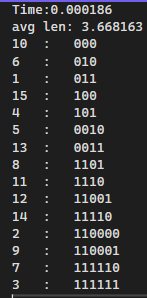 Time:0.000186
avg len: 3.668163
10  :   000
6   :   010
1   :   011
15  :   100
4   :   101
5   :   0010
13  :   0011
8   :   1101
11  :   1110
12  :   11001
14  :   11110
2   :   110000
9   :   110001
7   :   111110
3   :   111111